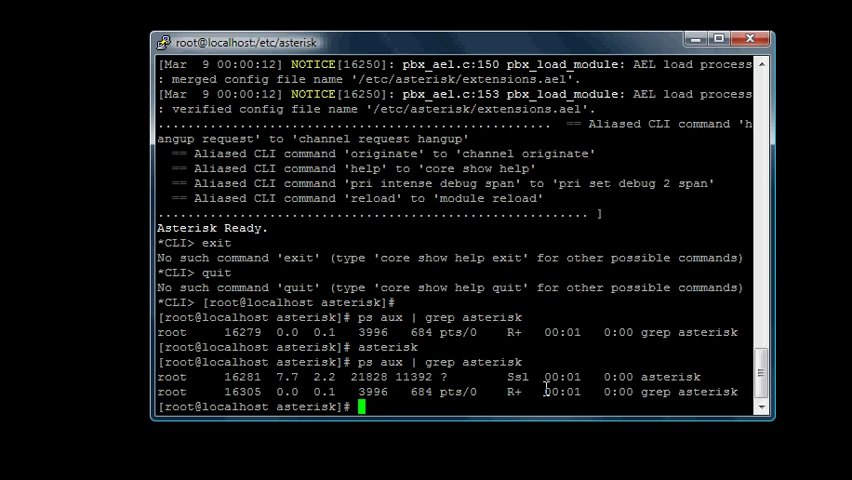 root@localhost:/etc/asterisk
[Mar  9 00:00:12] NOTICE[16250]: pbx_ael.c:150 pbx_load_module: AEL load process
: merged config file name '/etc/asterisk/extensions.ael'.
[Mar  9 00:00:12] NOTICE[16250]: pbx_ael.c:153 pbx_load_module: AEL load process
: verified config file name '/etc/asterisk/extensions.ael'.
....................................................  == Aliased CLI command 'h
angup request' to 'channel request hangup'
  == Aliased CLI command 'originate' to 'channel originate'
  == Aliased CLI command 'help' to 'core show help'
  == Aliased CLI command 'pri intense debug span' to 'pri set debug 2 span'
  == Aliased CLI command 'reload' to 'module reload'
......................................................... ]
Asterisk Ready.
*CLI> exit
No such command 'exit' (type 'core show help exit' for other possible commands)
*CLI> quit
No such command 'quit' (type 'core show help quit' for other possible commands)
*CLI> [root@localhost asterisk]#
[root@localhost asterisk]# ps aux | grep asterisk
root     16279  0.0  0.1   3996   684 pts/0    R+   00:01   0:00 grep asterisk
[root@localhost asterisk]# asterisk
[root@localhost asterisk]# ps aux | grep asterisk
root     16281  7.7  2.2  21828 11392 ?        Ssl  00:01   0:00 asterisk
root     16305  0.0  0.1   3996   684 pts/0    R+   00:01   0:00 grep asterisk
[root@localhost asterisk]#